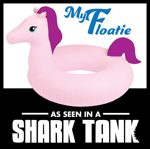 My Floatie
AS SEEN IN A
SHARK TANK